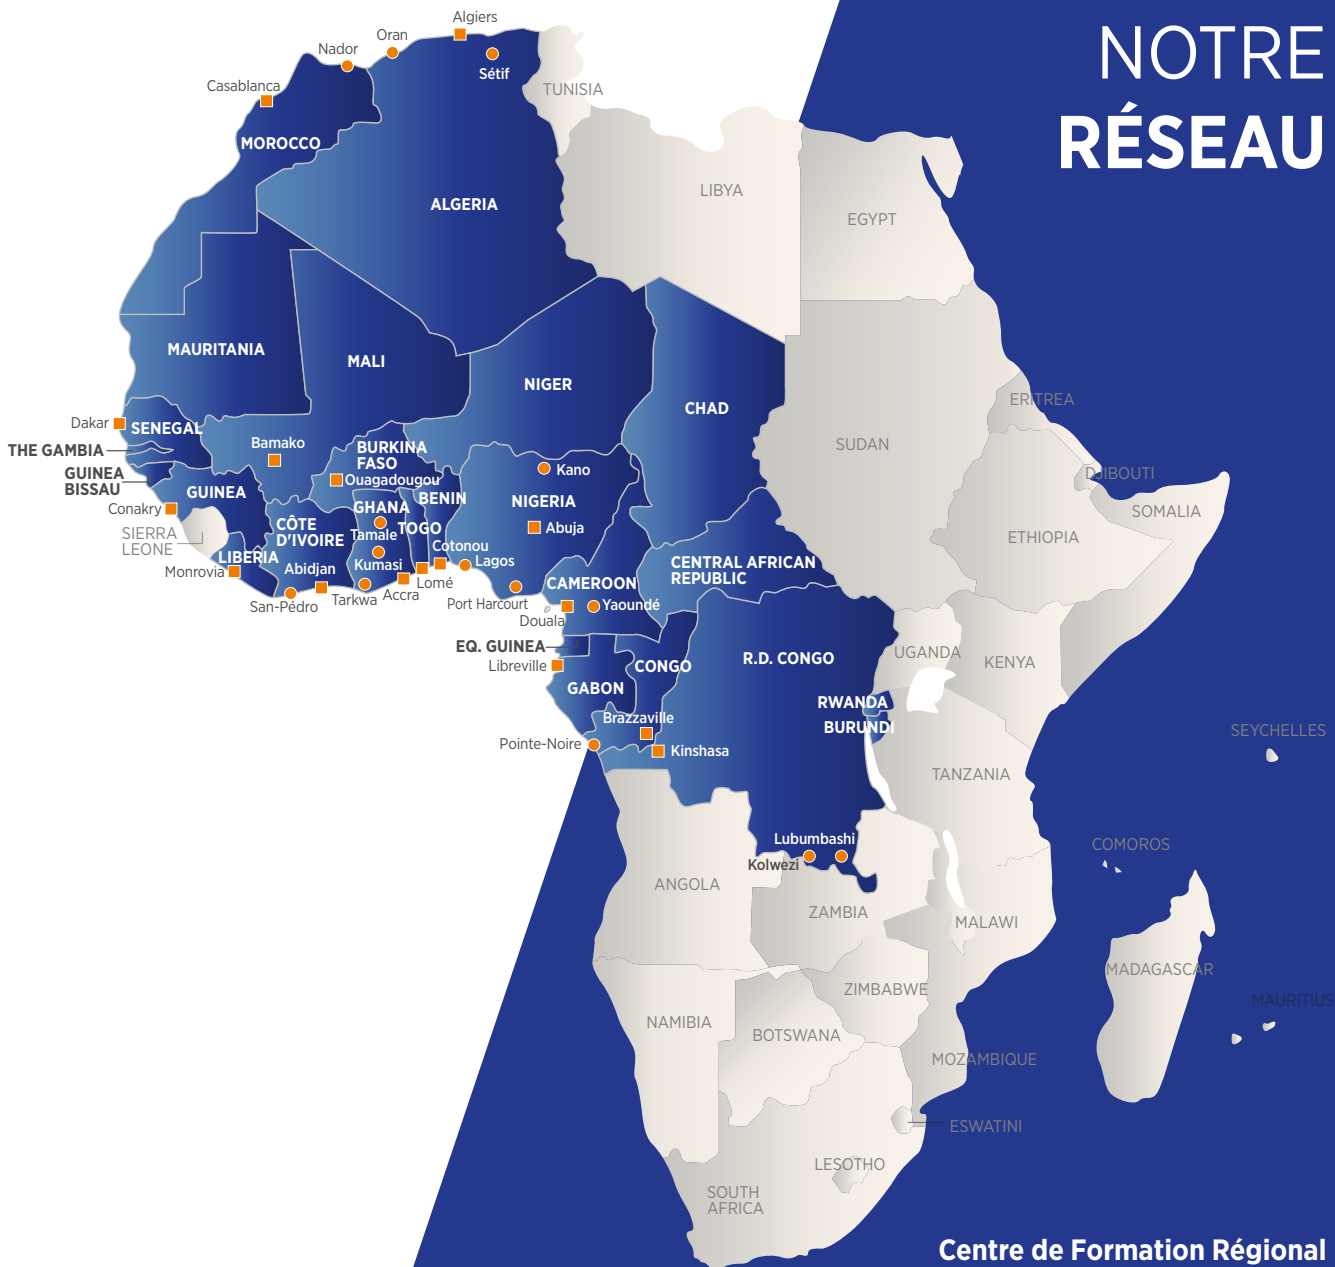 NOTRE
RÉSEAU
Algiers
Oran
Nador
Sétif
Casablanca
TUNISIA
MOROCCO
LIBYA
ALGERIA
EGYPT
MAURITANIA
MALI
NIGER
CHAD
ERITREA
Dakar
SENEGAL
SUDAN
THE GAMBIA
Bamako
BURKINA
FASO
Kano
DJIBOUTI
GUINEA
BISSAU
Ouagadougou
GUINEA
BENIN
NIGERIA
SOMALIA
Conakry
GHANA
CÔTE
D'IVOIRE
TOGO
Abuja
SIERRA
LEONE
Tamale
ETHIOPIA
LIBERIA
Cotonou
Monrovia
Abidjan
Kumasi
Lagos
CENTRAL AFRICAN
REPUBLIC
Lomé
CAMEROON
San-Pédro
Tarkwa
Accra
Port Harcourt
Yaoundé
Douala
EQ. GUINEA
UGANDA
KENYA
Libreville
CONGO
R.D. CONGO
GABON
RWANDA
Brazzaville
BURUNDI
SEYCHELLES
Pointe-Noire
Kinshasa
TANZANIA
Lubumbashi
COMOROS
Kolwezi
ANGOLA
ZAMBIA
MALAWI
MADAGASCAR
ZIMBABWE
MAURITIUS
NAMIBIA
BOTSWANA
MOZAMBIQUE
ESWATINI
LESOTHO
SOUTH
AFRICA
Centre de Formation Régional